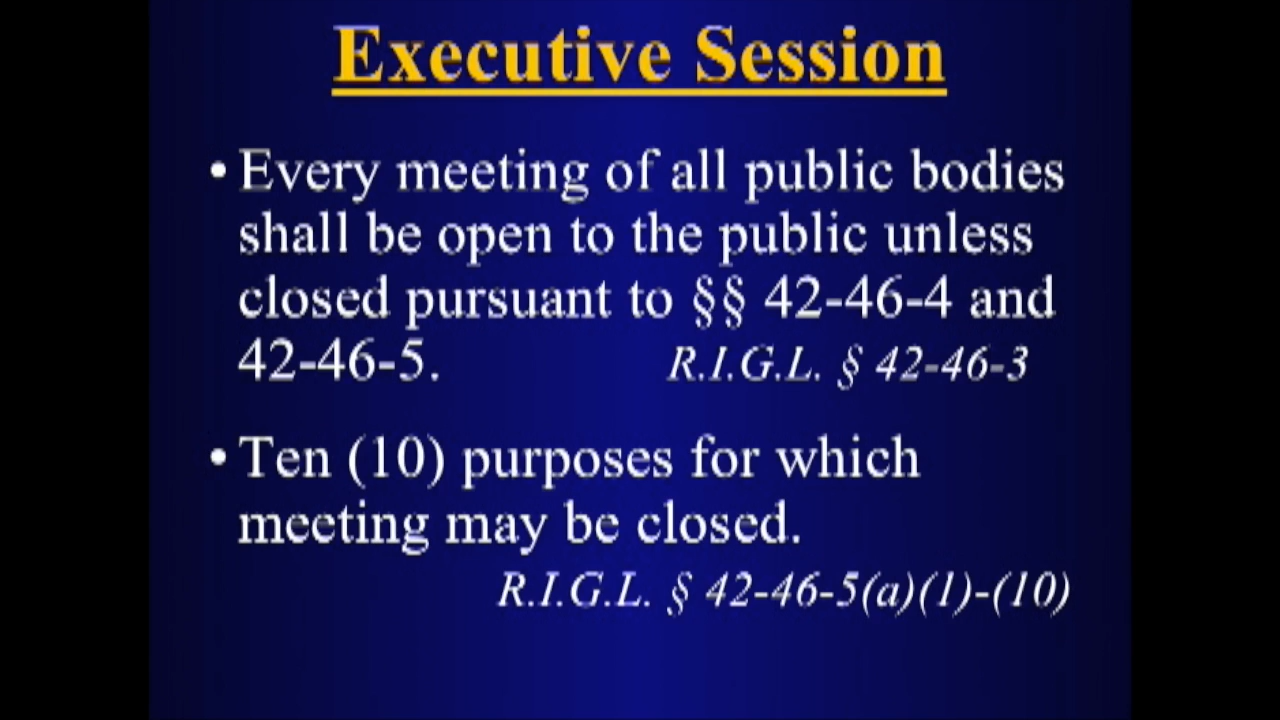 Executive Session
• Every meeting of all public bodies
shall be open to the public unless
closed pursuant to §§ 42-46-4 and
42-46-5. R.I.G.L. § 42-46-3
• Ten (10) purposes for which
meeting may be closed.
R.I.G.L. § 42-46-5(a)(1)-(10)